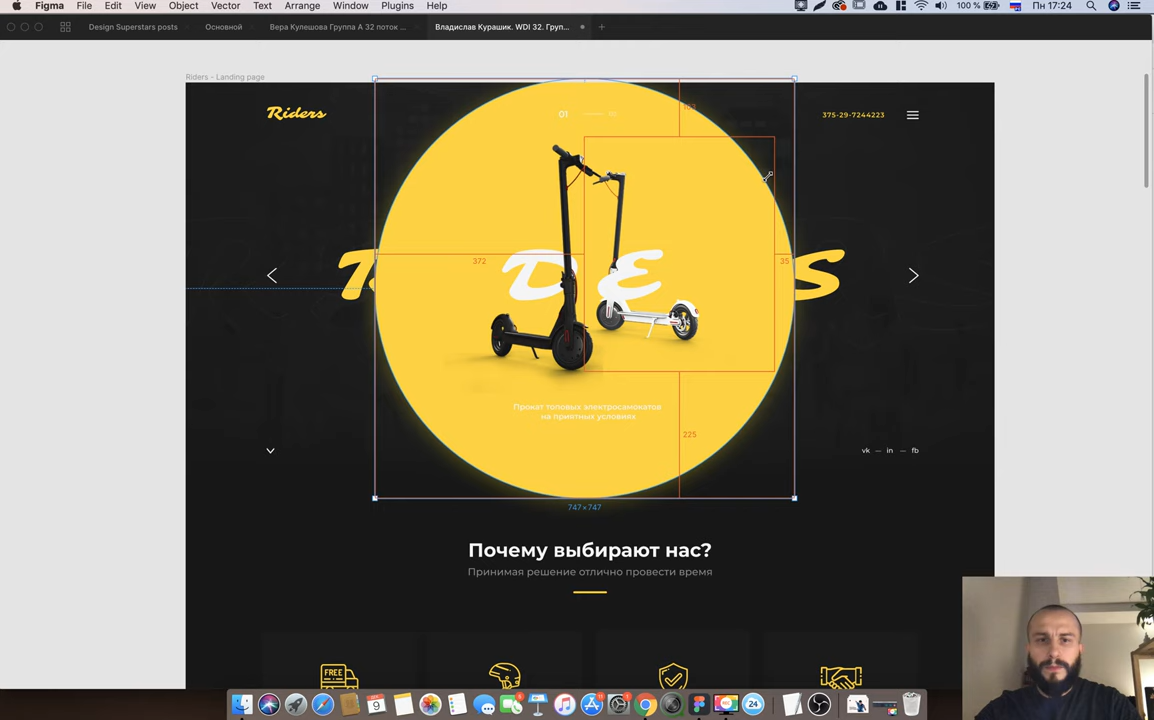 Figma File Edit View Object Vector Text Arrange Window Plugins Help 100 % Пн 17:24
Design Superstars posts Основной Вера Кулешова Группа А 32 поток ... Владислав Курашик. WDI 32. Груп...
Riders - Landing page
Riders 01 375-29-7244223
372 35
D E S
Прокат топовых электросамокатов
на приятных условиях
225
vk — in — fb
747 × 747
Почему выбирают нас?
Принимая решение отлично провести время
FREE
9
24